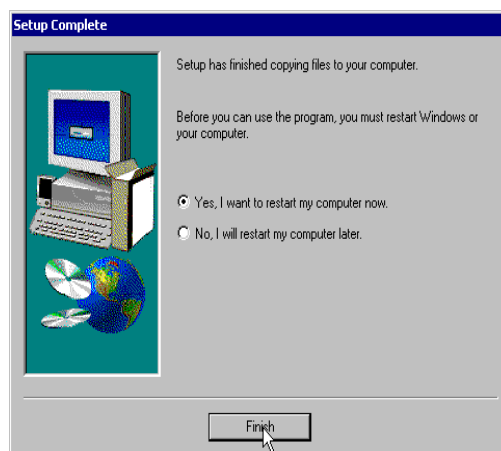 Setup Complete
Setup has finished copying files to your computer.
Before you can use the program, you must restart Windows or
your computer.
Yes, I want to restart my computer now.
No, I will restart my computer later.
Finish